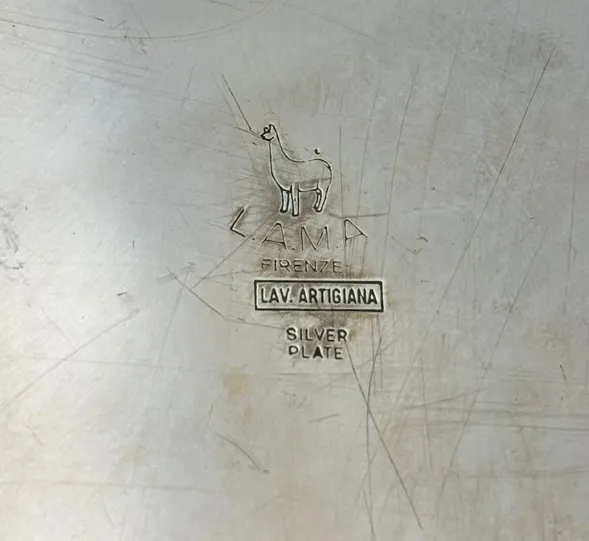 L.A.M.A
FIRENZE
LAV. ARTIGIANA
SILVER
PLATE